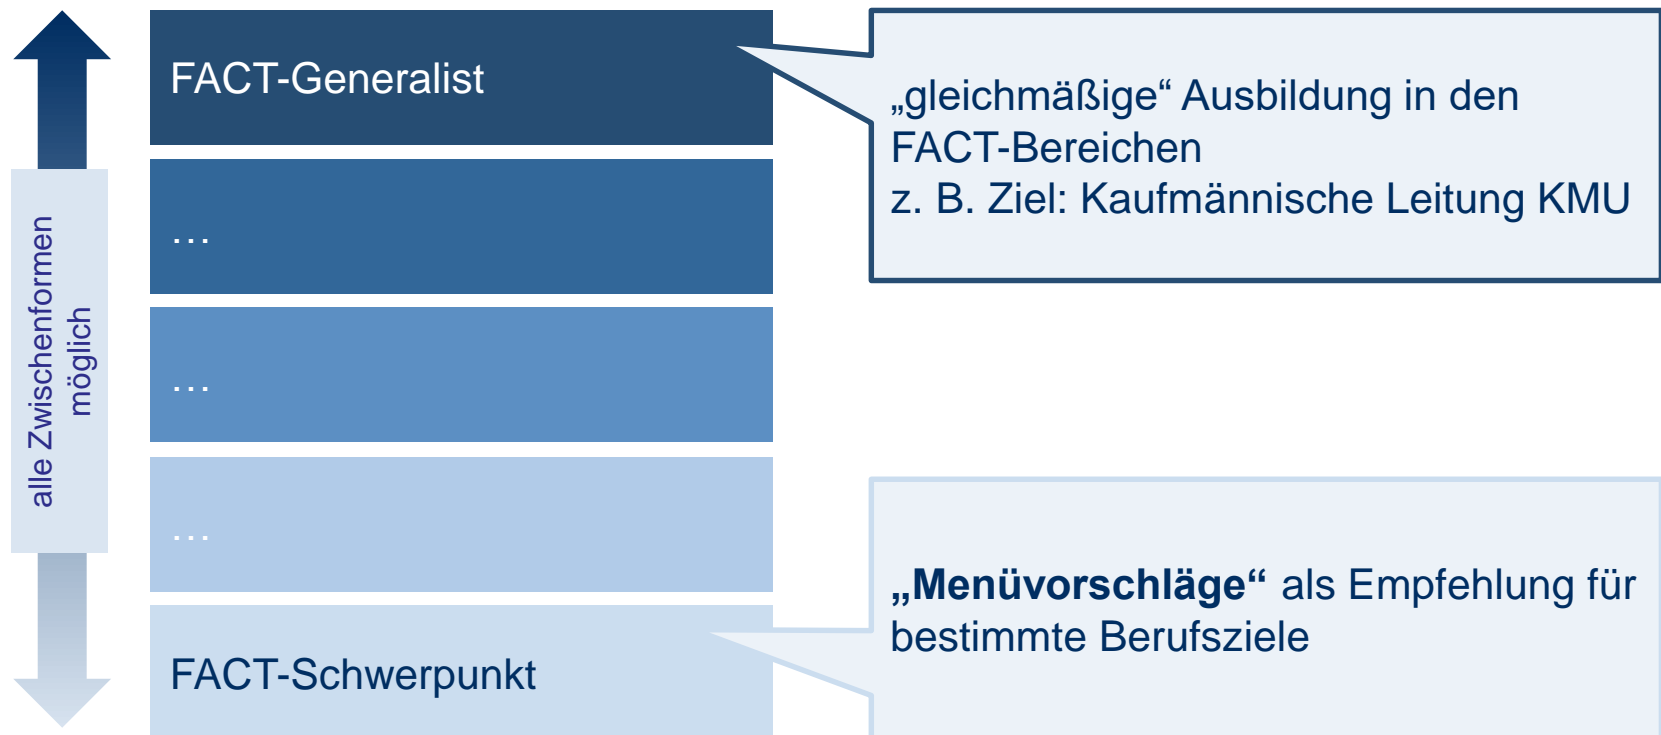 FACT-Generalist
„gleichmäßige“ Ausbildung in den
FACT-Bereichen
z. B. Ziel: Kaufmännische Leitung KMU
…
…
…
alle Zwischenformen
möglich
FACT-Schwerpunkt
„Menüvorschläge“ als Empfehlung für
bestimmte Berufsziele